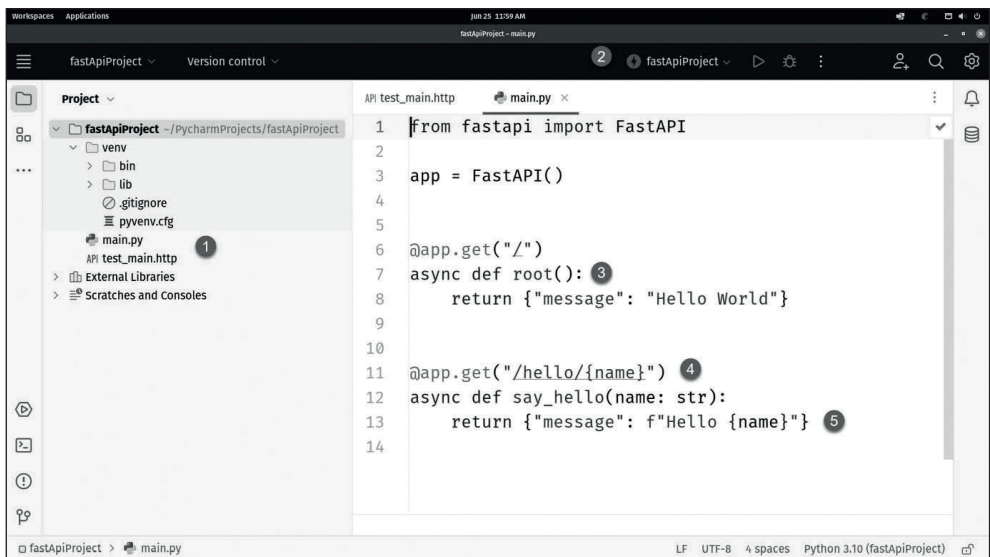 Workspaces Applications
Jun 25 11:59 AM
fastApiProject – main.py
fastApiProject
Version control
2
fastApiProject
Project
fastApiProject ~/PycharmProjects/fastApiProject
venv
bin
lib
.gitignore
pyvenv.cfg
main.py
1
API test_main.http
External Libraries
Scratches and Consoles
API test_main.http
main.py
1 from fastapi import FastAPI
2
3 app = FastAPI()
4
5
6 @app.get("/")
7 async def root(): 3
8 return {"message": "Hello World"}
9
10
11 @app.get("/hello/{name}") 4
12 async def say_hello(name: str):
13 return {"message": f"Hello {name}"} 5
14
fastApiProject > main.py
LF UTF-8 4 spaces Python 3.10 (fastApiProject)